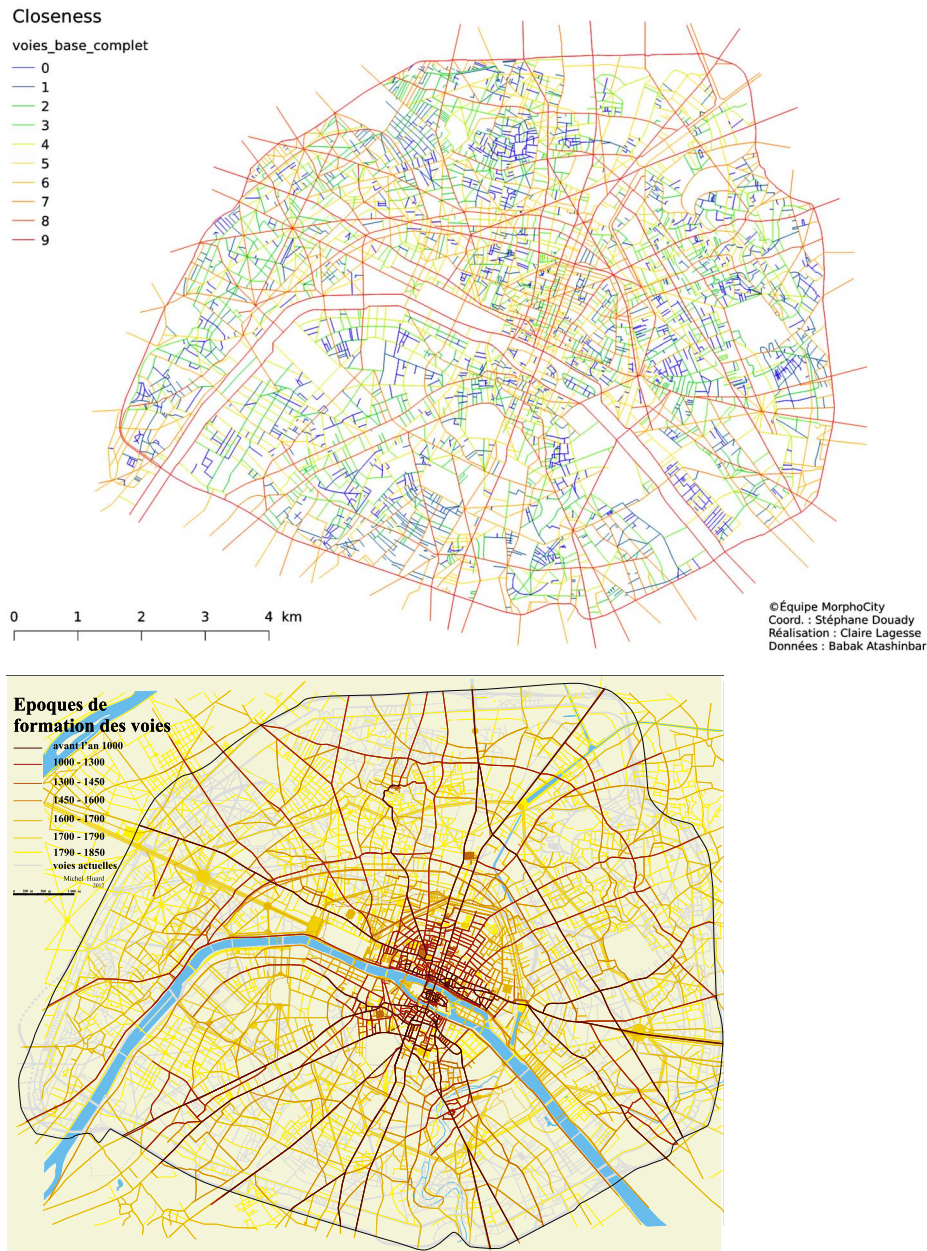 Closeness
voies_base_complet
0
1
2
3
4
5
6
7
8
9
0 1 2 3 4 km
©Équipe MorphoCity
Coord. : Stéphane Douady
Réalisation : Claire Lagesse
Données : Babak Atashinbar
Epoques de
formation des voies
avant l'an 1000
1000 - 1300
1300 - 1450
1450 - 1600
1600 - 1700
1700 - 1790
1790 - 1850
voies actuelles
Michel Huard